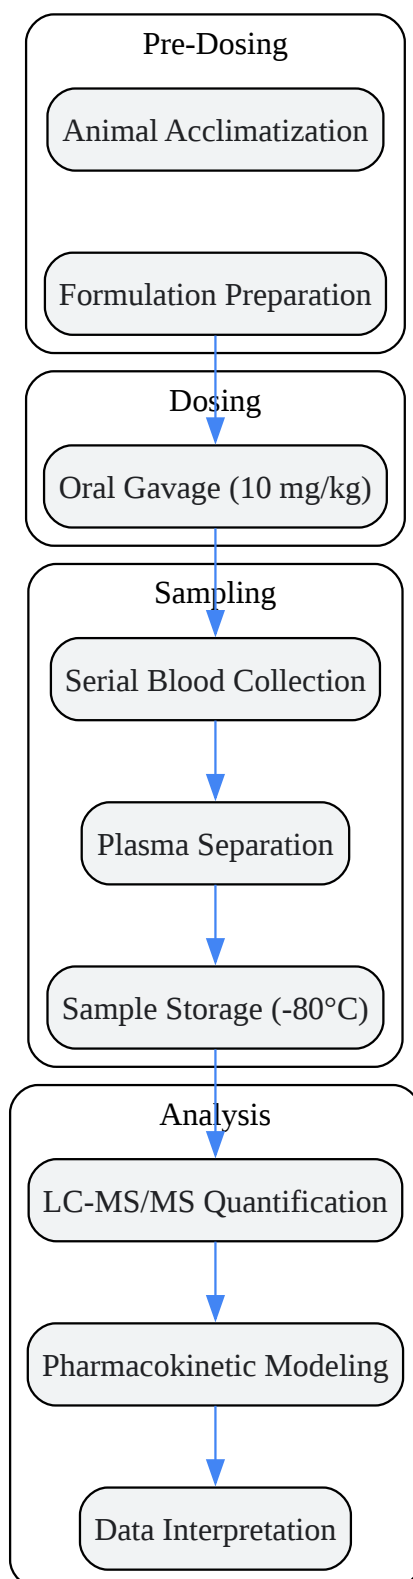 Pre-Dosing
Animal Acclimatization
Formulation Preparation
Dosing
Oral Gavage (10 mg/kg)
Sampling
Serial Blood Collection
Plasma Separation
Sample Storage (-80°C)
Analysis
LC-MS/MS Quantification
Pharmacokinetic Modeling
Data Interpretation